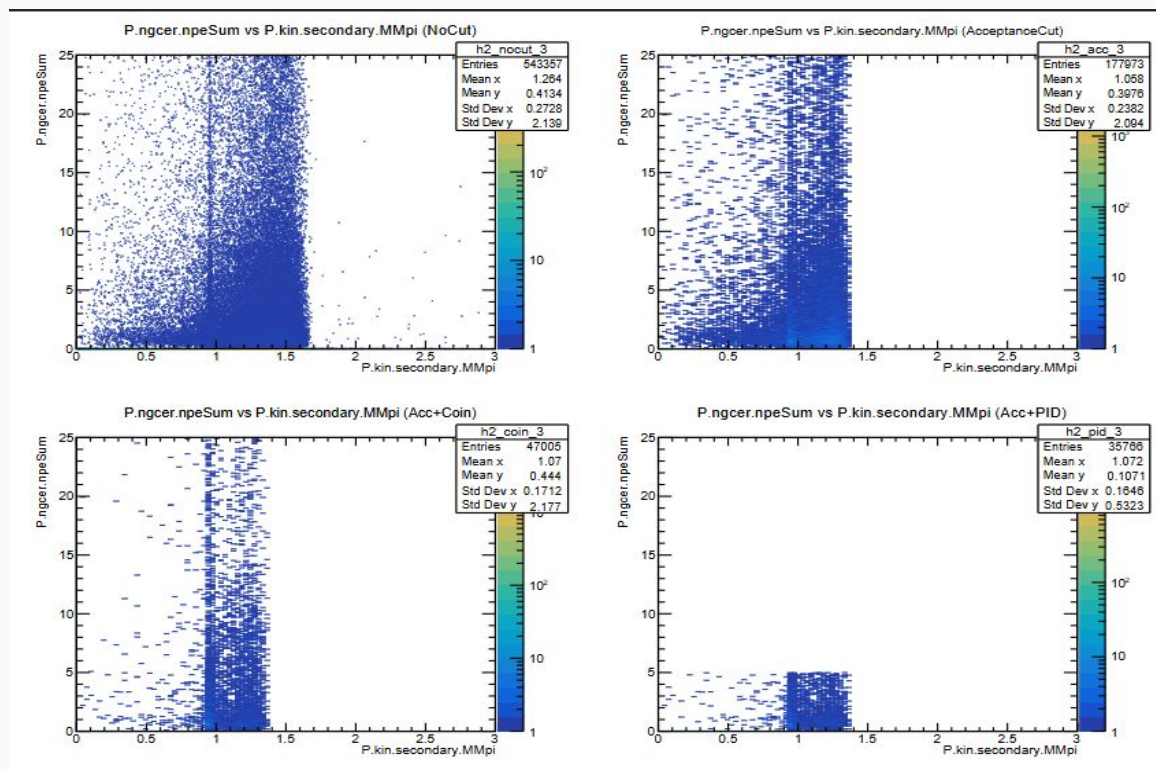 P.ngcer.npeSum vs P.kin.secondary.MMpi (NoCut)
h2_nocut_3
Entries 543357
Mean x 1.264
Mean y 0.4134
Std Dev x 0.2728
Std Dev y 2.139
P.ngcer.npeSum
25
20
15
10
5
0
0 0.5 1 1.5 2 2.5 3
P.kin.secondary.MMpi
10²
10
1
P.ngcer.npeSum vs P.kin.secondary.MMpi (AcceptanceCut)
h2_acc_3
Entries 177973
Mean x 1.058
Mean y 0.3976
Std Dev x 0.2382
Std Dev y 2.094
P.ngcer.npeSum
25
20
15
10
5
0
0 0.5 1 1.5 2 2.5 3
P.kin.secondary.MMpi
10³
10²
10
1
P.ngcer.npeSum vs P.kin.secondary.MMpi (Acc+Coin)
h2_coin_3
Entries 47005
Mean x 1.07
Mean y 0.444
Std Dev x 0.1712
Std Dev y 2.177
P.ngcer.npeSum
25
20
15
10
5
0
0 0.5 1 1.5 2 2.5 3
P.kin.secondary.MMpi
10²
10
1
P.ngcer.npeSum vs P.kin.secondary.MMpi (Acc+PID)
h2_pid_3
Entries 35766
Mean x 1.072
Mean y 0.1071
Std Dev x 0.1646
Std Dev y 0.5323
P.ngcer.npeSum
25
20
15
10
5
0
0 0.5 1 1.5 2 2.5 3
P.kin.secondary.MMpi
10²
10
1